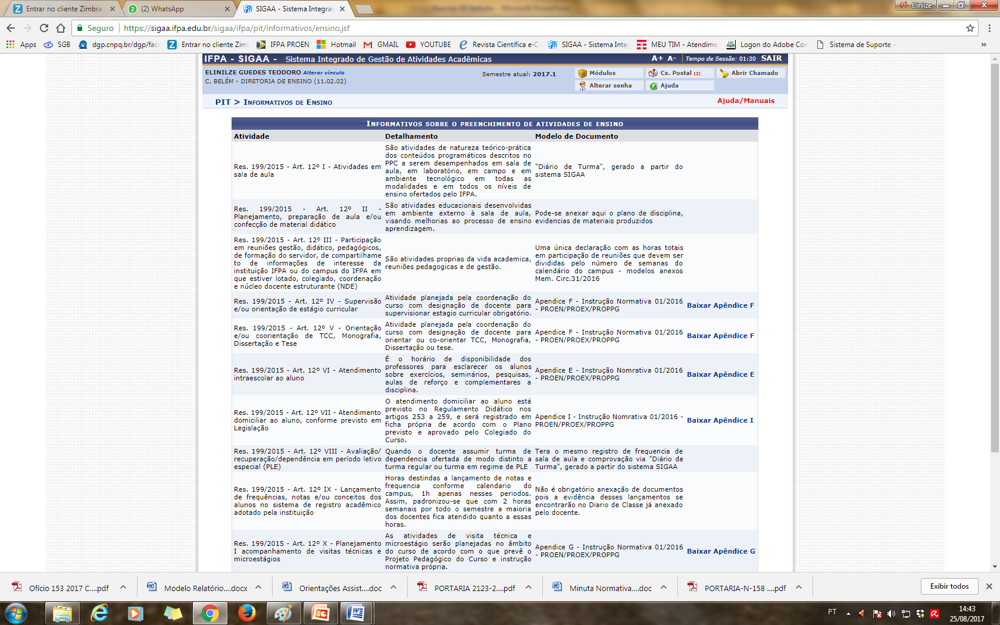 Entrar no cliente Zimbra
(2) WhatsApp
SIGAA - Sistema Integrac
Elinilze
Seguro
https://sigaa.ifpa.edu.br/sigaa/ifpa/pit/informativos/ensino.jsf
Apps
SGB
dgp.cnpq.br/dgp/face
Entrar no cliente Zim
IFPA PROEN
Hotmail
GMAIL
YOUTUBE
Revista Científica e-C
SIGAA - Sistema Integ
MEU TIM - Atendime
Logon do Adobe Con
Sistema de Suporte -
»
IFPA - SIGAA - Sistema Integrado de Gestão de Atividades Acadêmicas
A+ A- Tempo de Sessão: 01:30 SAIR
ELINILZE GUEDES TEODORO Alterar vínculo
C. BELÉM - DIRETORIA DE ENSINO (11.02.02)
Semestre atual: 2017.1
Módulos
Cx. Postal (2)
Abrir Chamado
Alterar senha
Ajuda
PIT > Informativos de Ensino
Ajuda/Manuais
Informativos sobre o preenchimento de atividades de ensino
Atividade
Detalhamento
Modelo de Documento
Res. 199/2015 - Art. 12º I - Atividades em
sala de aula
São atividades de natureza teórico-prática
dos conteúdos programáticos descritos no
PPC a serem desempenhados em sala de
aula, em laboratório, em campo e em
ambiente tecnológico em todas as
modalidades e em todos os níveis de
ensino ofertados pelo IFPA.
"Diário de Turma", gerado a partir do
sistema SIGAA
Res. 199/2015 - Art. 12º II -
Planejamento, preparação de aula e/ou
confecção de material didático
São atividades educacionais desenvolvidas
em ambiente externo à sala de aula,
visando melhorias ao processo de ensino
aprendizagem.
Pode-se anexar aqui o plano de disciplina,
evidencias de materiais produzidos
Res. 199/2015 - Art. 12º III - Participação
em reuniões gestão, didático, pedagógicos,
de formação do servidor, de compartilhame
to de informações de interesse da
instituição IFPA ou do campus do IFPA em
que estiver lotado, colegiado, coordenação
e núcleo docente estruturante (NDE)
São atividades proprias da vida academica,
reuniões pedagogicas e de gestão.
Uma única declaração com as horas totais
em participação de reuniões que devem ser
divididas pelo número de semanas do
calendário do campus - modelos anexos
Mem. Circ.31/2016
Res. 199/2015 - Art. 12º IV - Supervisão
e/ou orientação de estágio curricular
Atividade planejada pela coordenação do
curso com designação de docente para
supervisionar estagio curricular obrigatório.
Apendice F - Instrução Normativa 01/2016
- PROEN/PROEX/PROPPG
Baixar Apêndice F
Res. 199/2015 - Art. 12º V - Orientação
e/ou coorientação de TCC, Monografia,
Dissertação e Tese
Atividade planejada pela coordenação do
curso com designação de docente para
orientar ou co-orientar TCC, Monografia,
Dissertação ou tese.
Apendice F - Instrução Normativa 01/2016
- PROEN/PROEX/PROPPG
Baixar Apêndice F
Res. 199/2015 - Art. 12º VI - Atendimento
intraescolar ao aluno
É o horário de disponibilidade dos
professores para esclarecer os alunos
sobre exercícios, seminários, pesquisas,
aulas de reforço e complementares a
disciplina.
Apendice E - Instrução Normativa 01/2016
- PROEN/PROEX/PROPPG
Baixar Apêndice E
Res. 199/2015 - Art. 12º VII - Atendimento
domiciliar ao aluno, conforme previsto em
Legislação
O atendimento domiciliar ao aluno está
previsto no Regulamento Didático nos
artigos 253 a 259, e será registrado em
ficha própria de acordo com o Plano
previsto e aprovado pelo Colegiado do
Curso.
Apendice I - Instrução Nomrativa 01/2016 -
PROEN/PROEX/PROPPG
Baixar Apêndice I
Res. 199/2015 - Art. 12º VIII - Avaliação/
recuperação/dependência em período letivo
especial (PLE)
Quando o docente assumir turma de
dependencia ofertada de modo distinto a
turma regular ou turma em regime de PLE
Tera o mesmo registro de frequencia de
sala de aula e comprovação via "Diário de
Turma", gerado a partir do sistema SIGAA
Res. 199/2015 - Art. 12º IX - Lançamento
de frequências, notas e/ou conceitos dos
alunos no sistema de registro acadêmico
adotado pela instituição
Horas destindas a lançamento de notas e
frequencia conforme calendario do
campus, 1h apenas nesses periodos.
Assim, padronizou-se que com 2 horas
semanais por todo o semestre a maioria
dos docentes fica atendido quanto a essas
horas.
Não é obrigatório anexação de documentos
pois a evidência desses lançamentos se
encontrarão no Diario de Classe já anexado
pelo docente.
Res. 199/2015 - Art. 12º X - Planejamento
I acompanhamento de visitas técnicas e
microestágios
As atividades de visita técnica e
microestágio serão planejadas no âmbito
do curso de acordo com o que prevê o
Projeto Pedagógico do Curso e instrução
normativa própria.
Apendice G - Instrução Normativa 01/2016
- PROEN/PROEX/PROPPG
Baixar Apêndice G
Ofício 153 2017 C....pdf
Modelo Relatório....docx
Orientações Assist....doc
PORTARIA 2123-2....pdf
Minuta Normativa....doc
PORTARIA-N-158 ....pdf
Exibir todos
PT
14:43
25/08/2017